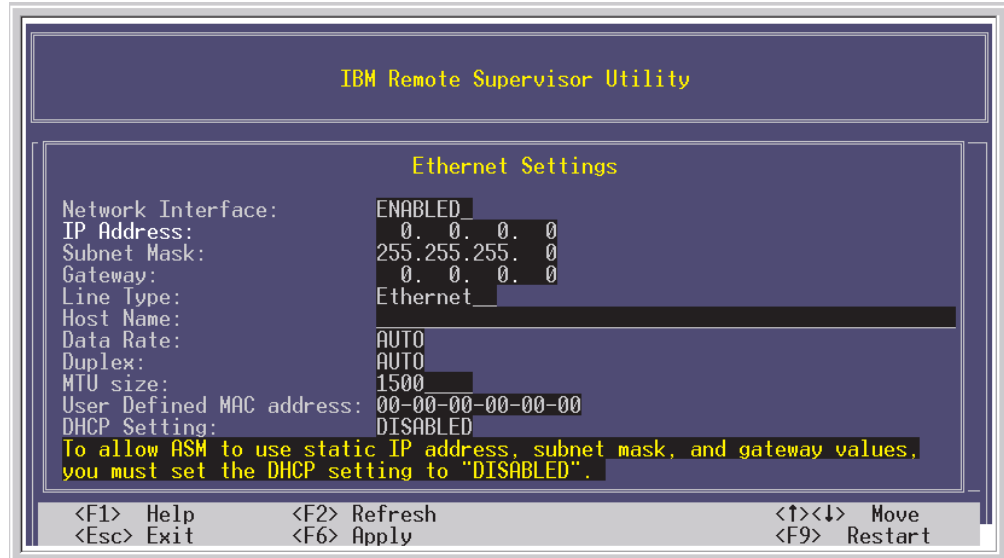 IBM Remote Supervisor Utility
Ethernet Settings
Network Interface: ENABLED_
IP Address: 0. 0. 0. 0
Subnet Mask: 255.255.255. 0
Gateway: 0. 0. 0. 0
Line Type: Ethernet__
Host Name:
Data Rate: AUTO
Duplex: AUTO
MTU size: 1500____
User Defined MAC address: 00-00-00-00-00-00
DHCP Setting: DISABLED
To allow ASM to use static IP address, subnet mask, and gateway values,
you must set the DHCP setting to "DISABLED".
<F1> Help <F2> Refresh <↑><↓> Move
<Esc> Exit <F6> Apply <F9> Restart